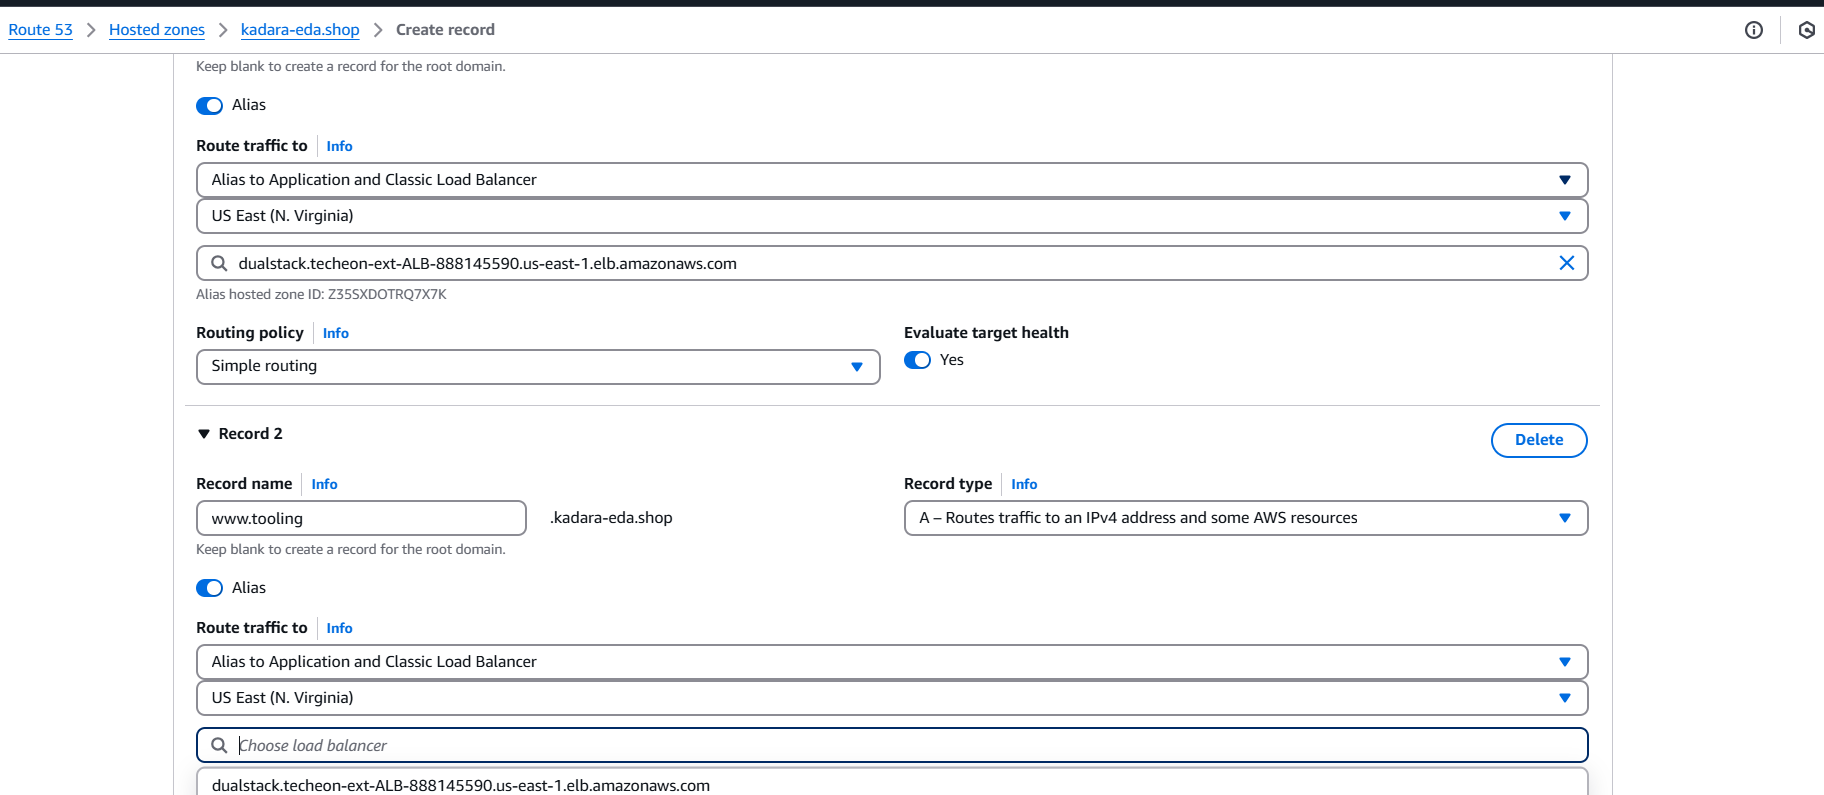 Route 53 Hosted zones kadara-eda.shop Create record
Keep blank to create a record for the root domain.
Alias
Route traffic to Info
Alias to Application and Classic Load Balancer
US East (N. Virginia)
dualstack.techeon-ext-ALB-888145590.us-east-1.elb.amazonaws.com
Alias hosted zone ID: Z35SXDOTRQ7X7K
Routing policy Info
Simple routing
Evaluate target health
Yes
Record 2
Delete
Record name Info
www.tooling .kadara-eda.shop
Keep blank to create a record for the root domain.
Record type Info
A – Routes traffic to an IPv4 address and some AWS resources
Alias
Route traffic to Info
Alias to Application and Classic Load Balancer
US East (N. Virginia)
Choose load balancer
dualstack.techeon-ext-ALB-888145590.us-east-1.elb.amazonaws.com